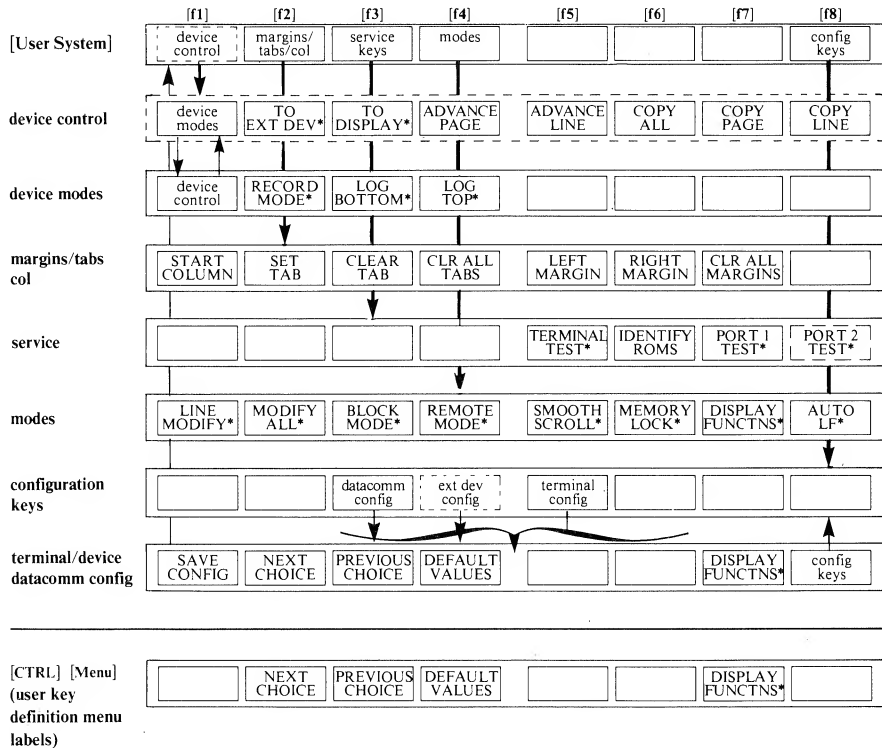 [f1] [f2] [f3] [f4] [f5] [f6] [f7] [f8]
[User System]
device control
margins/ tabs/col
service keys
modes
config keys
device control
device modes
TO EXT DEV*
TO DISPLAY*
ADVANCE PAGE
ADVANCE LINE
COPY ALL
COPY PAGE
COPY LINE
device modes
device control
RECORD MODE*
LOG BOTTOM*
LOG TOP*
margins/tabs col
START COLUMN
SET TAB
CLEAR TAB
CLR ALL TABS
LEFT MARGIN
RIGHT MARGIN
CLR ALL MARGINS
service
TERMINAL TEST*
IDENTIFY ROMS
PORT 1 TEST*
PORT 2 TEST*
modes
LINE MODIFY*
MODIFY ALL*
BLOCK MODE*
REMOTE MODE*
SMOOTH SCROLL*
MEMORY LOCK*
DISPLAY FUNCTNS*
AUTO LF*
configuration keys
datacomm config
ext dev config
terminal config
terminal/device datacomm config
SAVE CONFIG
NEXT CHOICE
PREVIOUS CHOICE
DEFAULT VALUES
DISPLAY FUNCTNS*
config keys
[CTRL] [Menu]
(user key
definition menu
labels)
NEXT CHOICE
PREVIOUS CHOICE
DEFAULT VALUES
DISPLAY FUNCTNS*